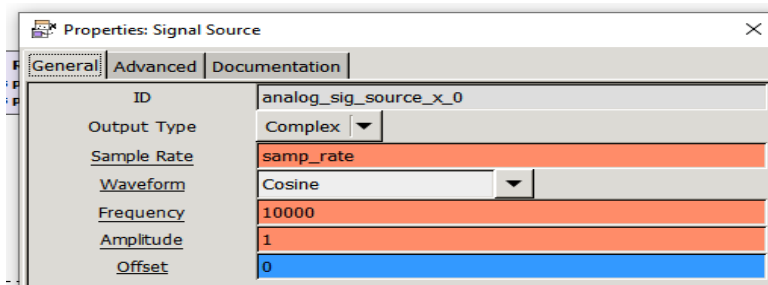 Properties: Signal Source
General Advanced Documentation
ID analog_sig_source_x_0
Output Type Complex
Sample Rate samp_rate
Waveform Cosine
Frequency 10000
Amplitude 1
Offset 0